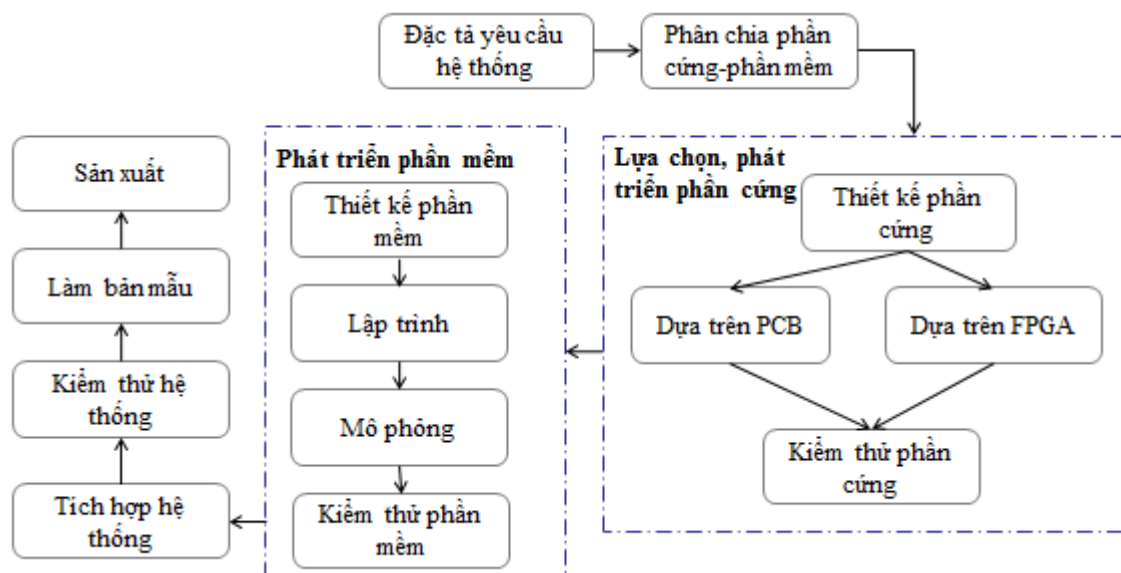 Đặc tả yêu cầu
hệ thống
Phân chia phần
cứng-phần mềm
Lựa chọn, phát
triển phần cứng
Thiết kế phần
cứng
Dựa trên PCB
Dựa trên FPGA
Kiểm thử phần
cứng
Phát triển phần mềm
Thiết kế phần
mềm
Lập trình
Mô phỏng
Kiểm thử phần
mềm
Tích hợp hệ
thống
Kiểm thử hệ
thống
Làm bản mẫu
Sản xuất